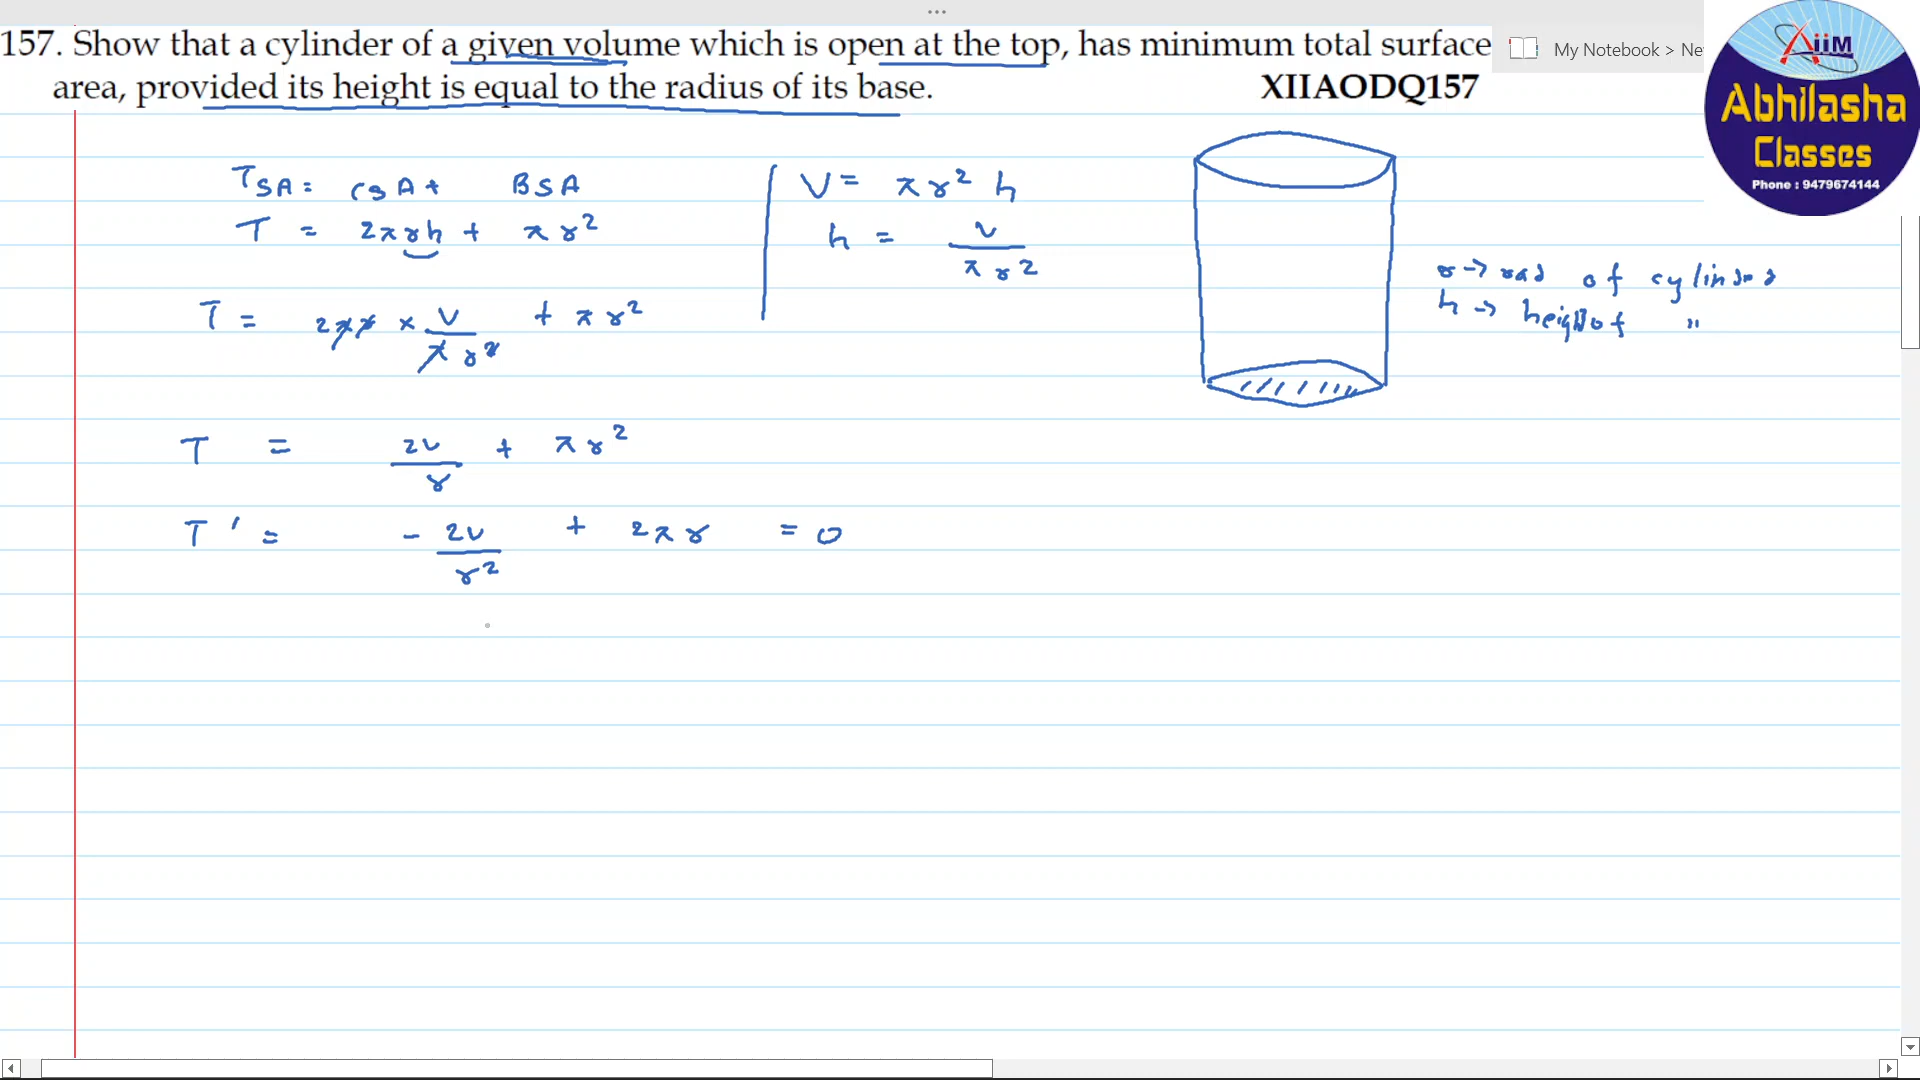 ...
157. Show that a cylinder of a given volume which is open at the top, has minimum total surface
area, provided its height is equal to the radius of its base. XIIAODQ157
My Notebook > Ne
AiiM
Abhilasha
Classes
Phone : 9479674144
TSA = CSA + BSA
T = 2πrh + πr²
T = 2πr × V/πr² + πr²
T = 2V/r + πr²
T' = -2V/r² + 2πr = 0
V = πr² h
h = V/πr²
r → rad of cylinder
h → height of "